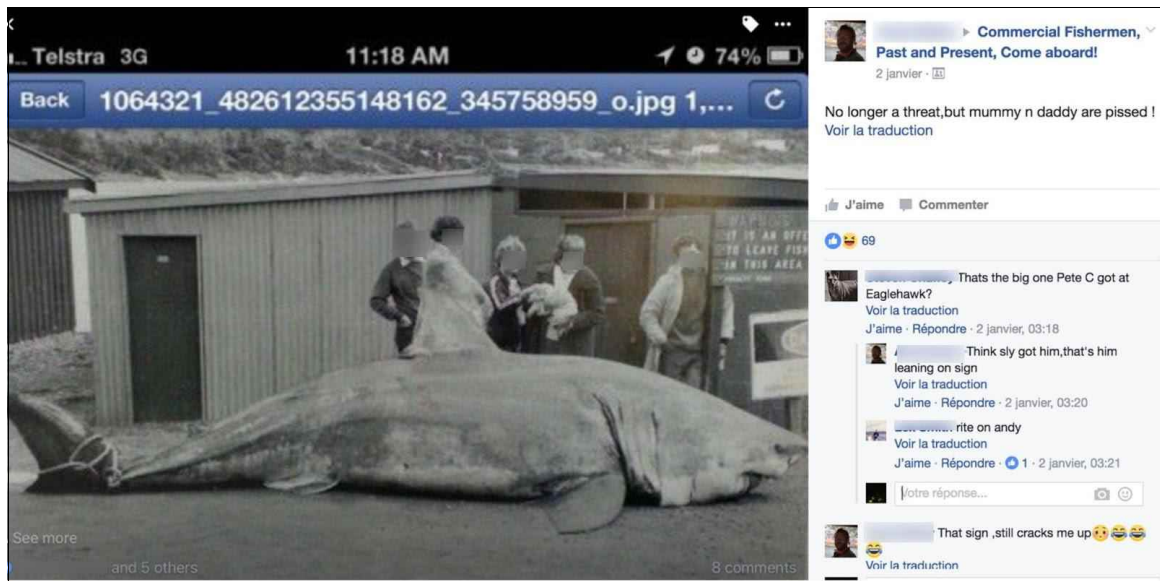 Telstra 3G 11:18 AM 74%
Back 1064321_482612355148162_345758959_o.jpg 1,...
IT IS AN OFFE
TO LEAVE FISH
IN THIS AREA
See more
and 5 others
8 comments
Commercial Fishermen,
Past and Present, Come aboard!
2 janvier ·
No longer a threat,but mummy n daddy are pissed !
Voir la traduction
J'aime Commenter
69
Thats the big one Pete C got at
Eaglehawk?
Voir la traduction
J'aime · Répondre · 2 janvier, 03:18
Think sly got him,that's him
leaning on sign
Voir la traduction
J'aime · Répondre · 2 janvier, 03:20
rite on andy
Voir la traduction
J'aime · Répondre · 1 · 2 janvier, 03:21
Votre réponse...
That sign ,still cracks me up
Voir la traduction